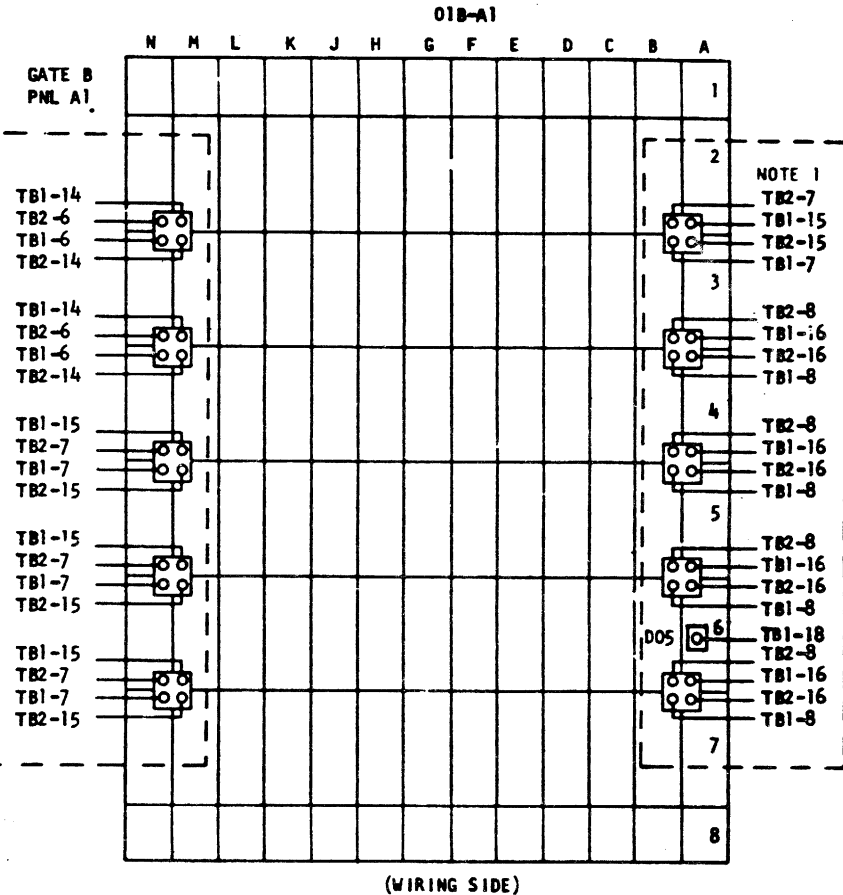 01B-A1
N M L K J H G F E D C B A
GATE B
PNL A1
1
2
NOTE 1
TB1-14
TB2-6
TB1-6
TB2-14
TB2-7
TB1-15
TB2-15
TB1-7
3
TB1-14
TB2-6
TB1-6
TB2-14
TB2-8
TB1-16
TB2-16
TB1-8
4
TB1-15
TB2-7
TB1-7
TB2-15
TB2-8
TB1-16
TB2-16
TB1-8
5
TB1-15
TB2-7
TB1-7
TB2-15
TB2-8
TB1-16
TB2-16
TB1-8
6
D05
TB1-18
TB1-15
TB2-7
TB1-7
TB2-15
TB2-8
TB1-16
TB2-16
TB1-8
7
8
(WIRING SIDE)